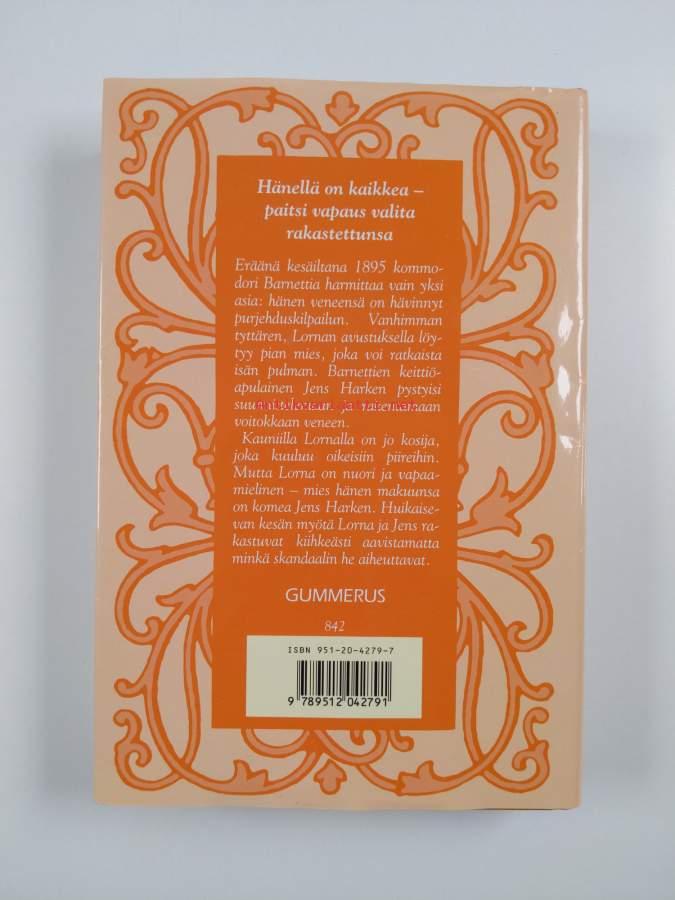 Hänellä on kaikkea –
paitsi vapaus valita
rakastettunsa
Eräänä kesäiltana 1895 kommo-
dori Barnettia harmittaa vain yksi
asia: hänen veneensä on hävinnyt
purjehduskilpailun. Vanhimman
tyttären, Lornan avustuksella löy-
tyy pian mies, joka voi ratkaista
isän pulman. Barnettien keittiö-
apulainen Jens Harken pystyisi
ja rakentamaan
voitokkaan veneen.
Kauniilla Lornalla on jo kosija,
joka kuuluu oikeisiin piireihin.
Mutta Lorna on nuori ja vapaa-
mielinen – mies hänen makuunsa
on komea Jens Harken. Huikaise-
van kesän myötä Lorna ja Jens ra-
kastuvat kiihkeästi aavistamatta
minkä skandaalin he aiheuttavat.
GUMMERUS
842
ISBN 951-20-4279-7
9 789512 042791